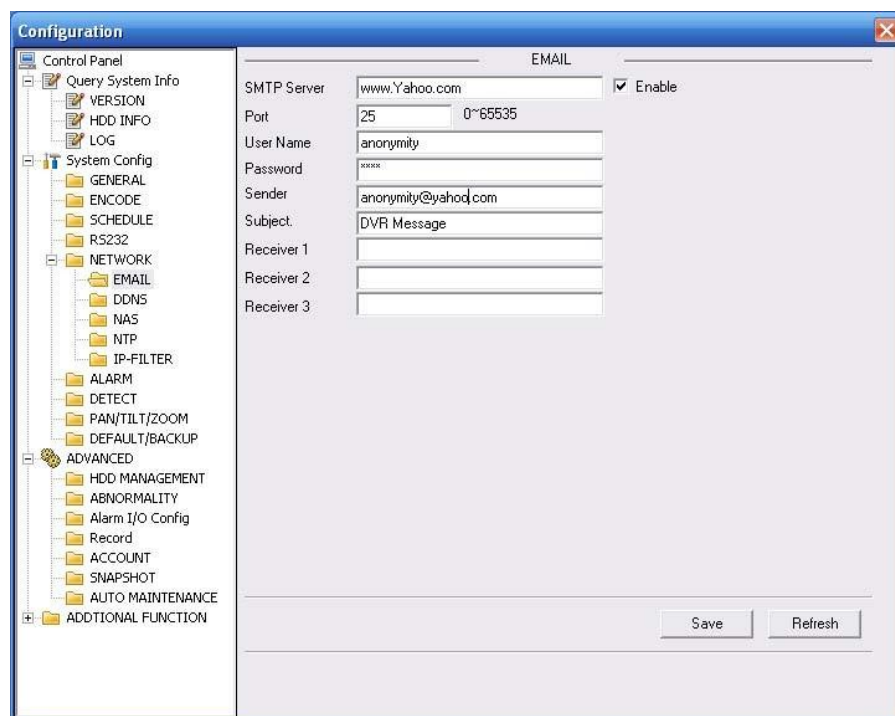 Configuration
Control Panel
Query System Info
VERSION
HDD INFO
LOG
System Config
GENERAL
ENCODE
SCHEDULE
RS232
NETWORK
EMAIL
DDNS
NAS
NTP
IP-FILTER
ALARM
DETECT
PAN/TILT/ZOOM
DEFAULT/BACKUP
ADVANCED
HDD MANAGEMENT
ABNORMALITY
Alarm I/O Config
Record
ACCOUNT
SNAPSHOT
AUTO MAINTENANCE
ADDTIONAL FUNCTION
EMAIL
SMTP Server www.Yahoo.com Enable
Port 25 0~65535
User Name anonymity
Password ****
Sender anonymity@yahoo.com
Subject. DVR Message
Receiver 1
Receiver 2
Receiver 3
Save Refresh